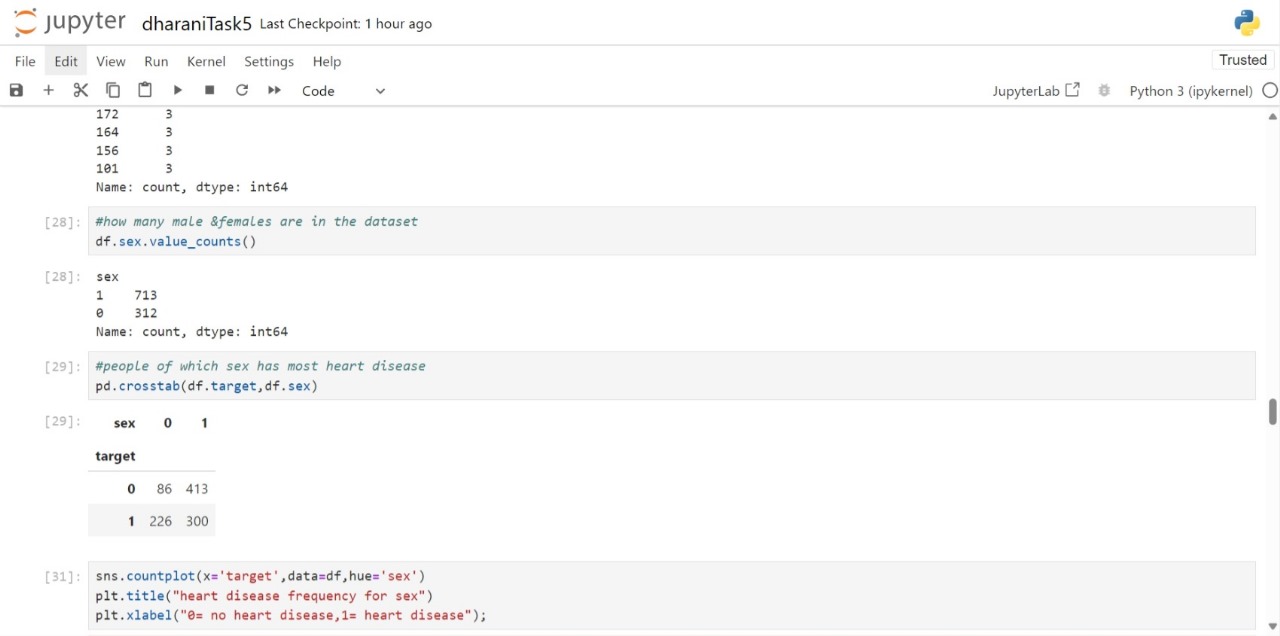 jupyter dharaniTask5 Last Checkpoint: 1 hour ago
File Edit View Run Kernel Settings Help Trusted
Code JupyterLab Python 3 (ipykernel)
172 3
164 3
156 3
101 3
Name: count, dtype: int64
[28]: #how many male &females are in the dataset
df.sex.value_counts()
[28]: sex
1 713
0 312
Name: count, dtype: int64
[29]: #people of which sex has most heart disease
pd.crosstab(df.target,df.sex)
[29]: sex 0 1
target
0 86 413
1 226 300
[31]: sns.countplot(x='target',data=df,hue='sex')
plt.title("heart disease frequency for sex")
plt.xlabel("0= no heart disease,1= heart disease");